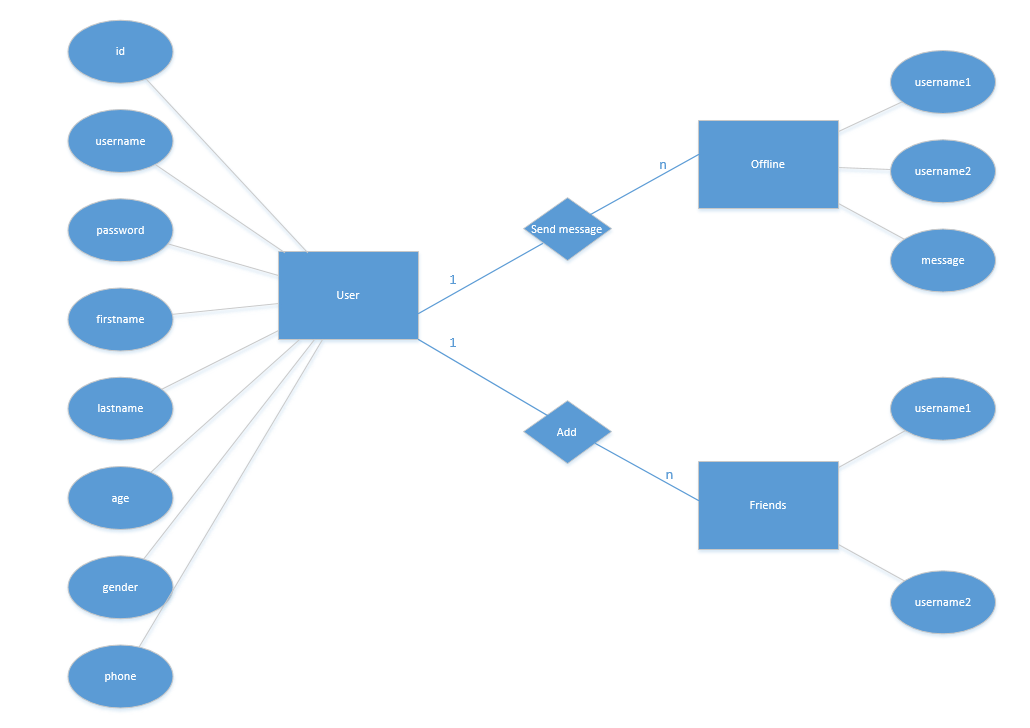 id
username
password
firstname
lastname
age
gender
phone
User
1
Send message
n
1
Add
n
Offline
username1
username2
message
Friends
username1
username2